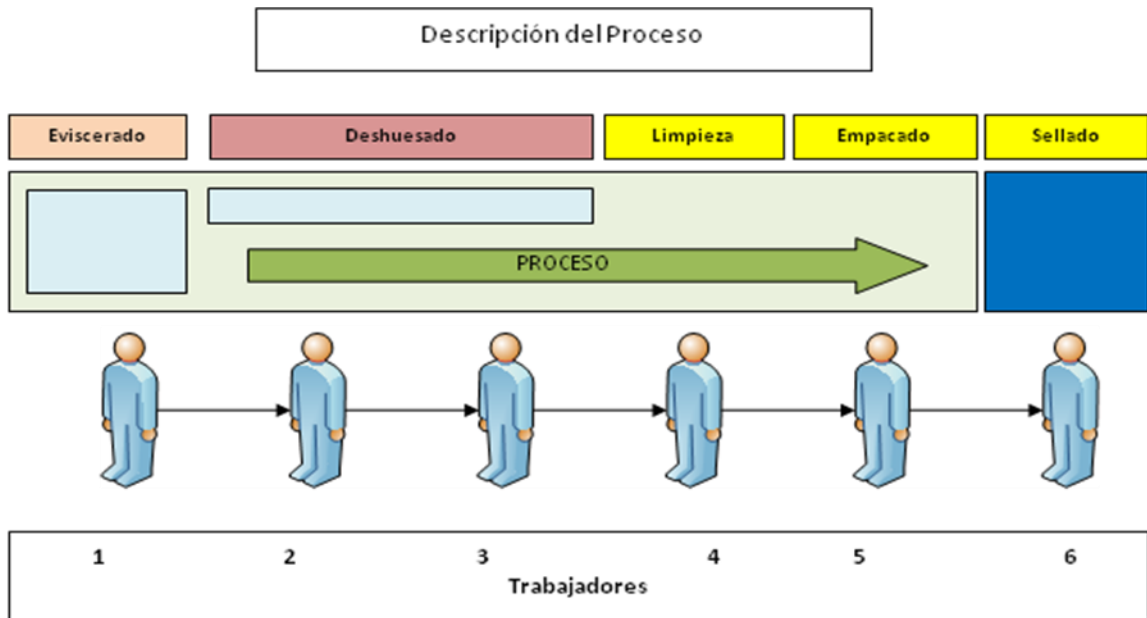 Descripción del Proceso
Eviscerado Deshuesado Limpieza Empacado Sellado
PROCESO
1 2 3 4 5 6
Trabajadores